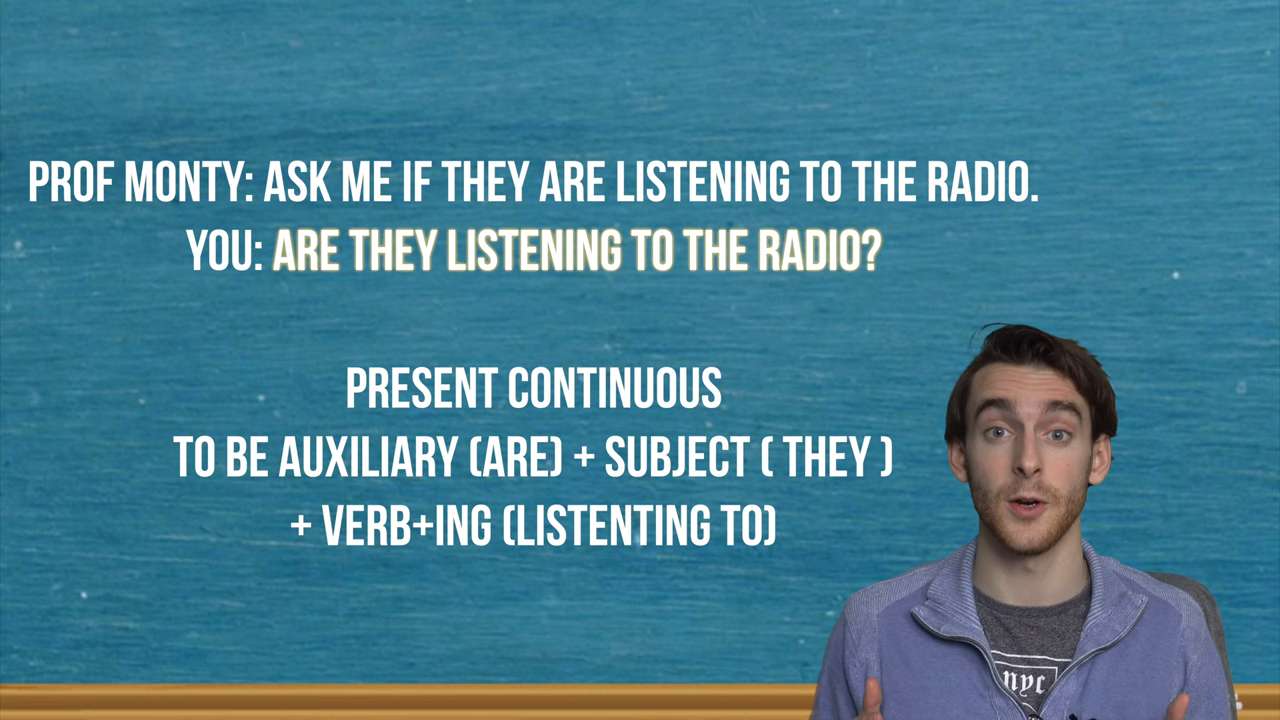 PROF MONTY: ASK ME IF THEY ARE LISTENING TO THE RADIO.
YOU: ARE THEY LISTENING TO THE RADIO?
PRESENT CONTINUOUS
TO BE AUXILIARY (ARE) + SUBJECT ( THEY )
+ VERB+ING (LISTENTING TO)
nyc